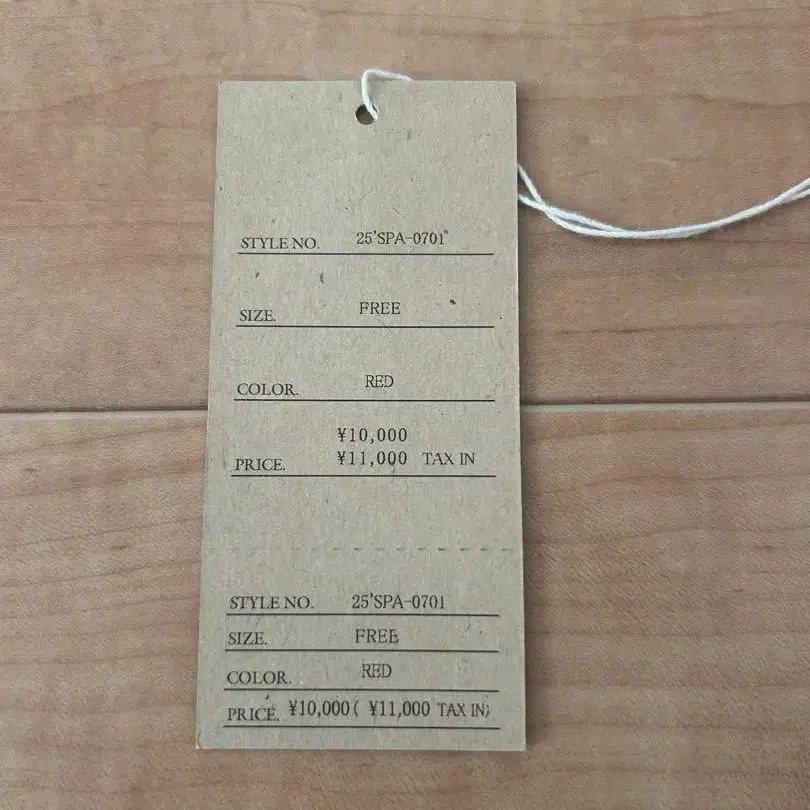 STYLE NO. 25'SPA-0701
SIZE. FREE
COLOR. RED
¥10,000
PRICE. ¥11,000 TAX IN
STYLE NO. 25'SPA-0701
SIZE. FREE
COLOR. RED
PRICE. ¥10,000( ¥11,000 TAX IN)